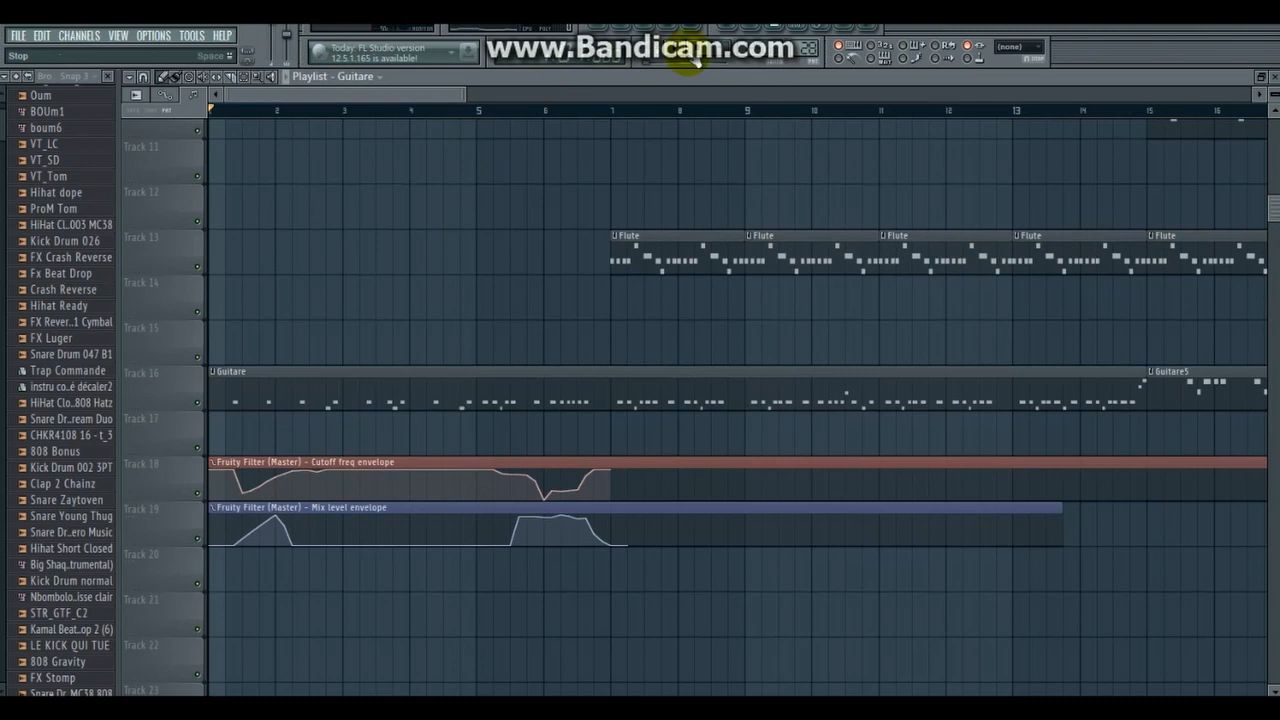 FILE EDIT CHANNELS VIEW OPTIONS TOOLS HELP
Stop Space
Today: FL Studio version
12.5.1.165 is available!
www.Bandicam.com
(none)
Bro Snap 3
Playlist - Guitare
2 3 4 5 6 7 8 9 10 11 12 13 14 15 16
Oum
BOUm1
boum6
VT_LC
VT_SD
VT_Tom
Hihat dope
ProM Tom
HiHat Cl..003 MC38
Kick Drum 026
FX Crash Reverse
Fx Beat Drop
Crash Reverse
Hihat Ready
FX Rever..1 Cymbal
FX Luger
Snare Drum 047 B1
Trap Commande
instru co..é décaler2
HiHat Clo..808 Hatz
Snare Dr..ream Duo
CHKR4108 16 - t_3
808 Bonus
Kick Drum 002 3PT
Clap 2 Chainz
Snare Zaytoven
Snare Young Thug
Snare Dr..ero Music
Hihat Short Closed
Big Shaq..trumental)
Kick Drum normal
Nbombolo..isse clair
STR_GTF_C2
Kamal Beat..op 2 (6)
LE KICK QUI TUE
808 Gravity
FX Stomp
Snare Dr..MC38 808
Track 11
Track 12
Track 13
Flute Flute Flute Flute Flute
Track 14
Track 15
Track 16
Guitare Guitare5
Track 17
Track 18
Fruity Filter (Master) - Cutoff freq envelope
Track 19
Fruity Filter (Master) - Mix level envelope
Track 20
Track 21
Track 22
Track 23